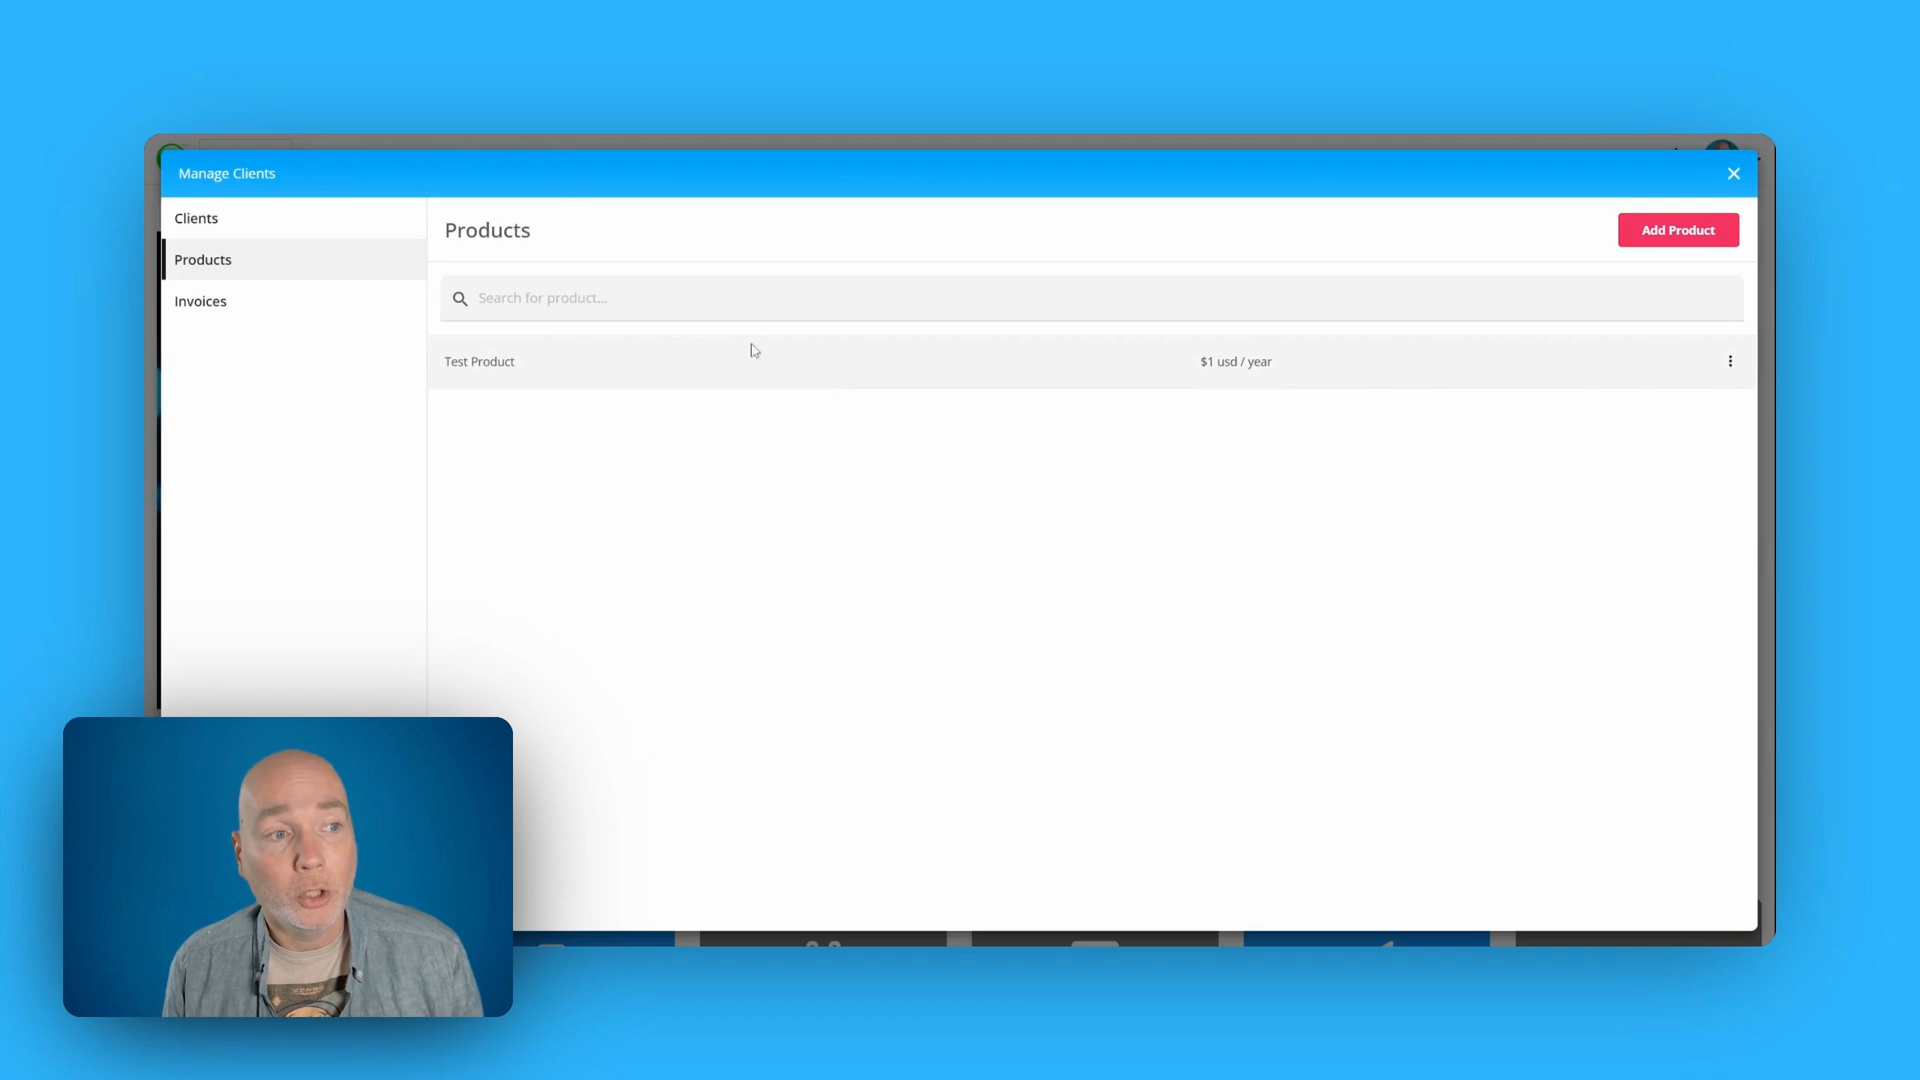 Manage Clients
Clients
Products
Invoices
Products
Add Product
Search for product...
Test Product
$1 usd / year